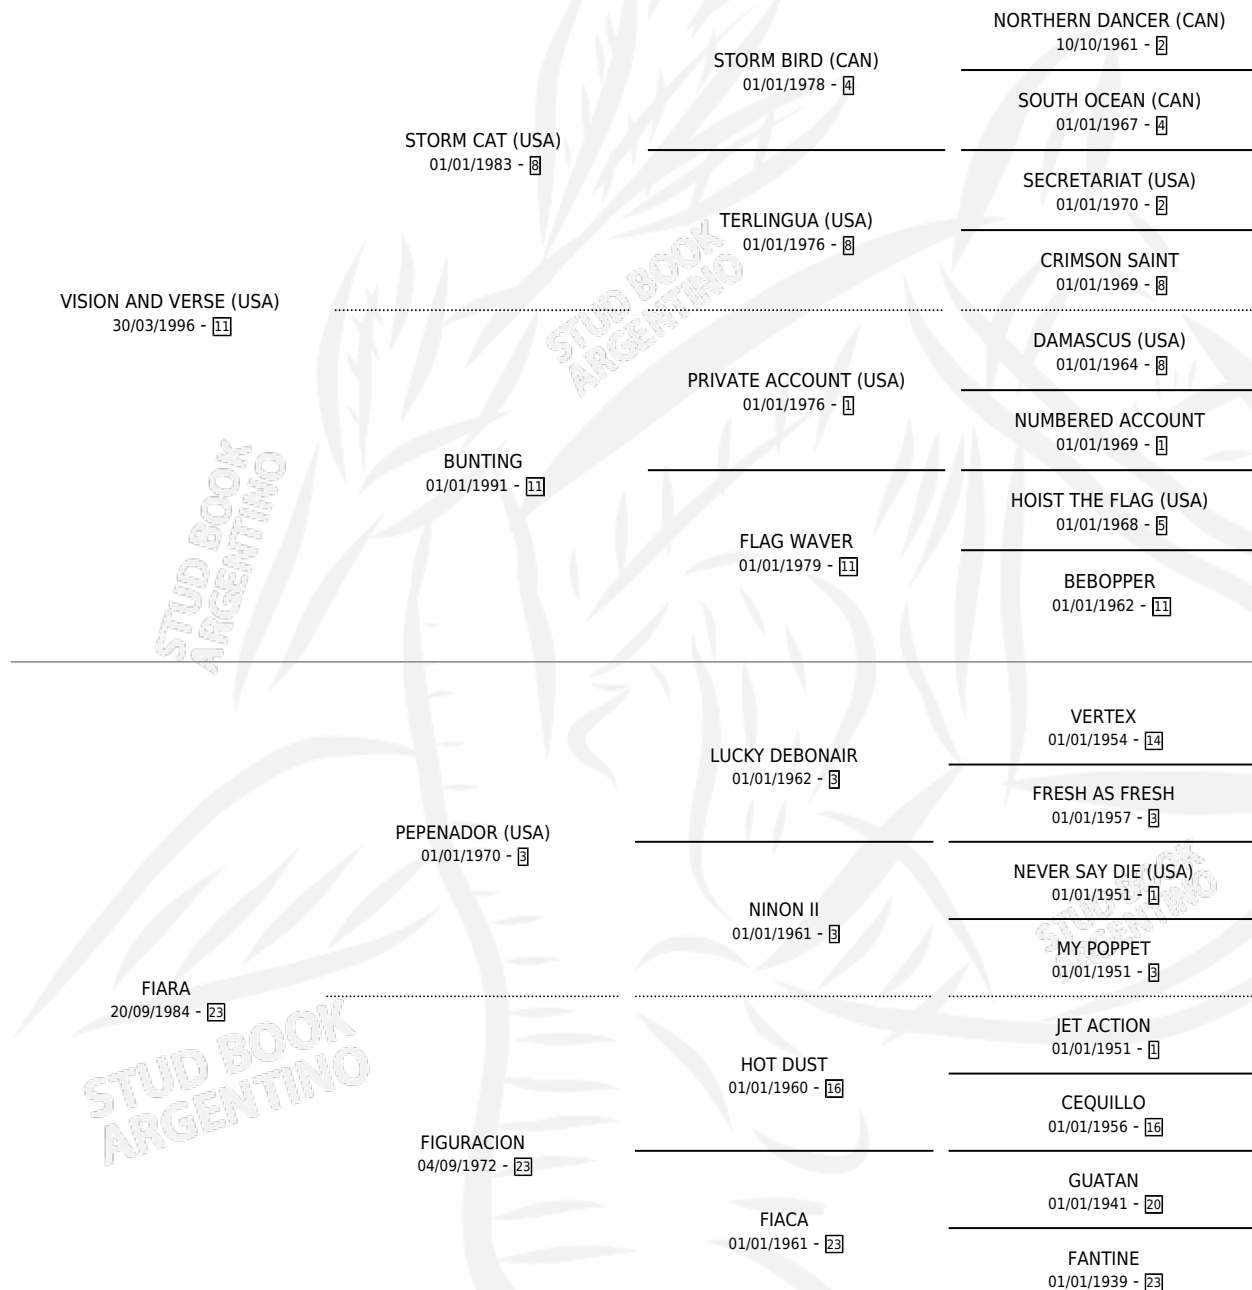 NORTHERN DANCER (CAN)
10/10/1961 - 2
STORM BIRD (CAN)
01/01/1978 - 4
SOUTH OCEAN (CAN)
01/01/1967 - 4
STORM CAT (USA)
01/01/1983 - 8
SECRETARIAT (USA)
01/01/1970 - 2
TERLINGUA (USA)
01/01/1976 - 8
CRIMSON SAINT
01/01/1969 - 8
VISION AND VERSE (USA)
30/03/1996 - 11
DAMASCUS (USA)
01/01/1964 - 8
PRIVATE ACCOUNT (USA)
01/01/1976 - 1
NUMBERED ACCOUNT
01/01/1969 - 1
BUNTING
01/01/1991 - 11
HOIST THE FLAG (USA)
01/01/1968 - 5
FLAG WAVER
01/01/1979 - 11
BEBOPPER
01/01/1962 - 11
VERTEX
01/01/1954 - 14
LUCKY DEBONAIR
01/01/1962 - 3
FRESH AS FRESH
01/01/1957 - 3
PEPENADOR (USA)
01/01/1970 - 3
NEVER SAY DIE (USA)
01/01/1951 - 1
NINON II
01/01/1961 - 3
MY POPPET
01/01/1951 - 3
FIARA
20/09/1984 - 23
JET ACTION
01/01/1951 - 1
HOT DUST
01/01/1960 - 16
CEQUILLO
01/01/1956 - 16
FIGURACION
04/09/1972 - 23
GUATAN
01/01/1941 - 20
FIACA
01/01/1961 - 23
FANTINE
01/01/1939 - 23
STUD BOOK
ARGENTINO
STUD BOOK
ARGENTINO
STUD BOOK
ARGENTINO
STUD BOOK
ARGENTINO